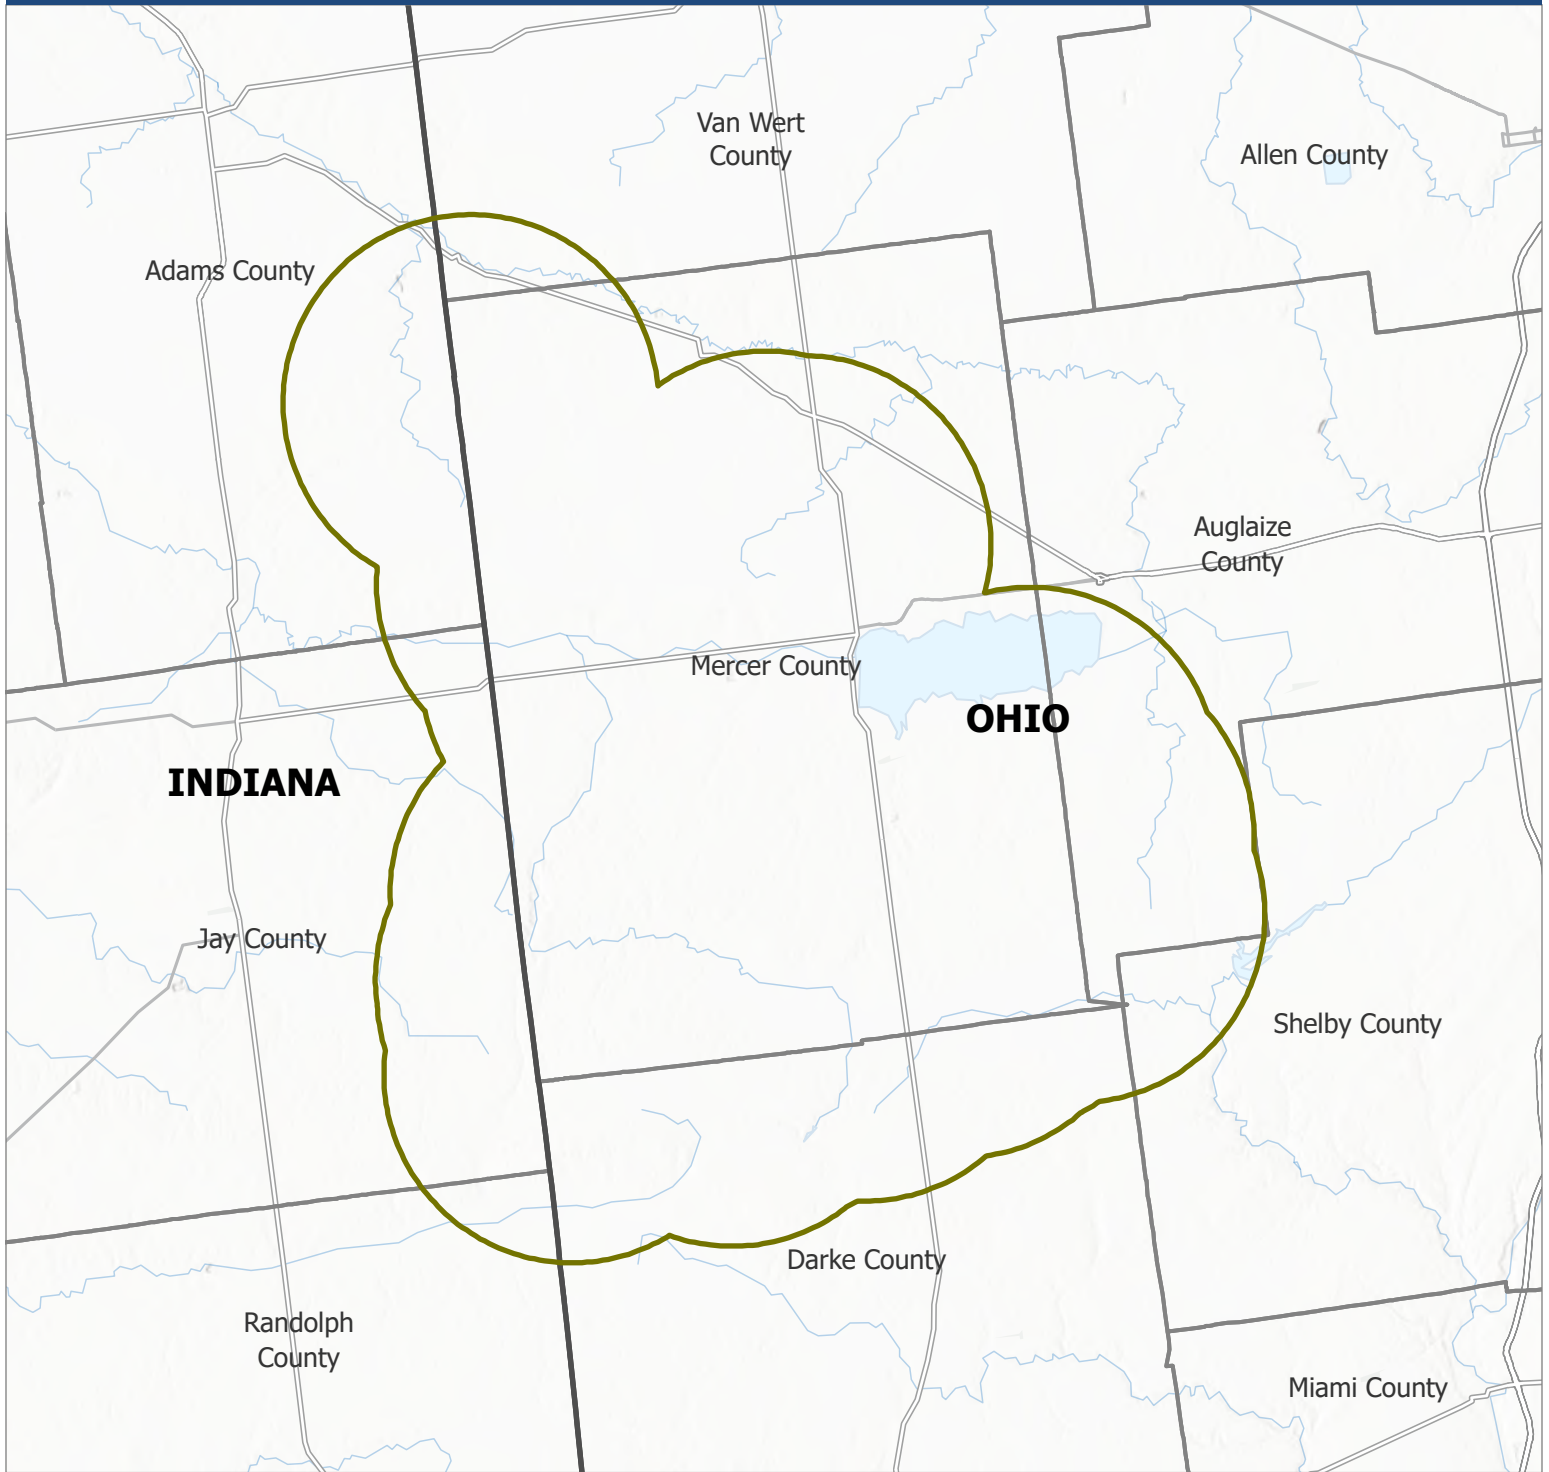 Van Wert
County
Allen County
Adams County
Auglaize
County
Mercer County
OHIO
INDIANA
Jay County
Shelby County
Darke County
Randolph
County
Miami County